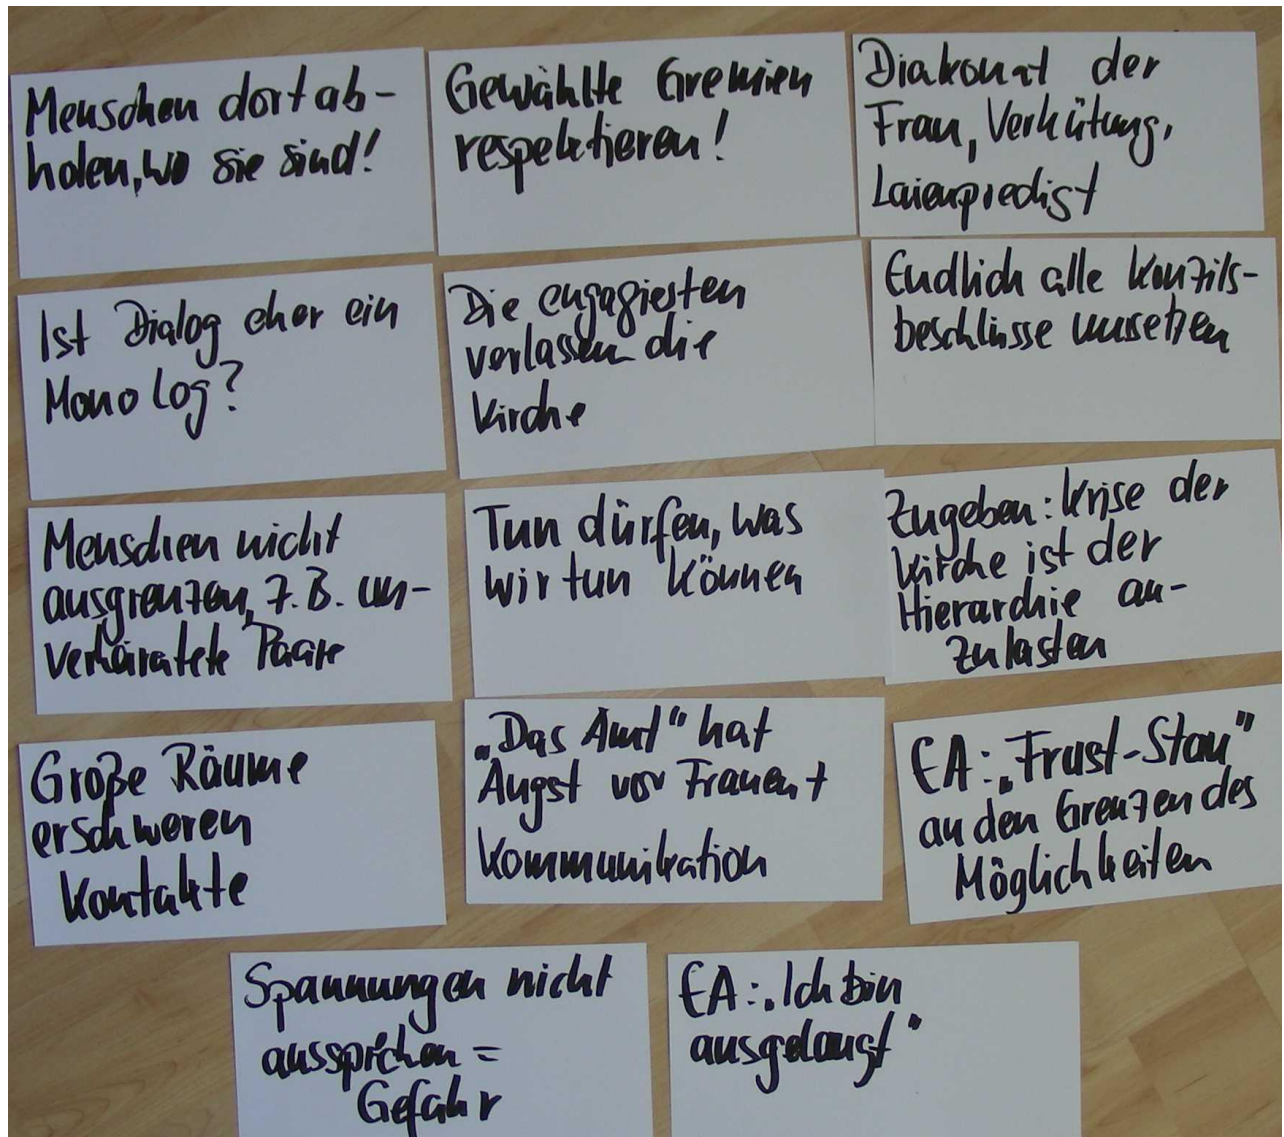 Menschen dort ab-
holen, wo sie sind!
Gewählte Gremien
respektieren!
Diakonat der
Frau, Verhütung,
Laienpredigt
Ist Dialog eher ein
Monolog?
Die engagiesten
verlassen die
Kirche
Endlich alle Konzils-
beschlüsse umsetzen
Menschen nicht
ausgrenzen, z.B. un-
verheiratete Paare
Tun dürfen, was
wir tun können
Zugeben: Krise der
Kirche ist der
Hierarchie an-
zulasten
Große Räume
erschweren
Kontakte
"Das Amt" hat
Angst vor Frauen +
Kommunikation
EA: "Frust-Stau"
an den Grenzen des
Möglichkeiten
Spannungen nicht
aussprechen =
Gefahr
EA: "Ich bin
ausgelaugt"